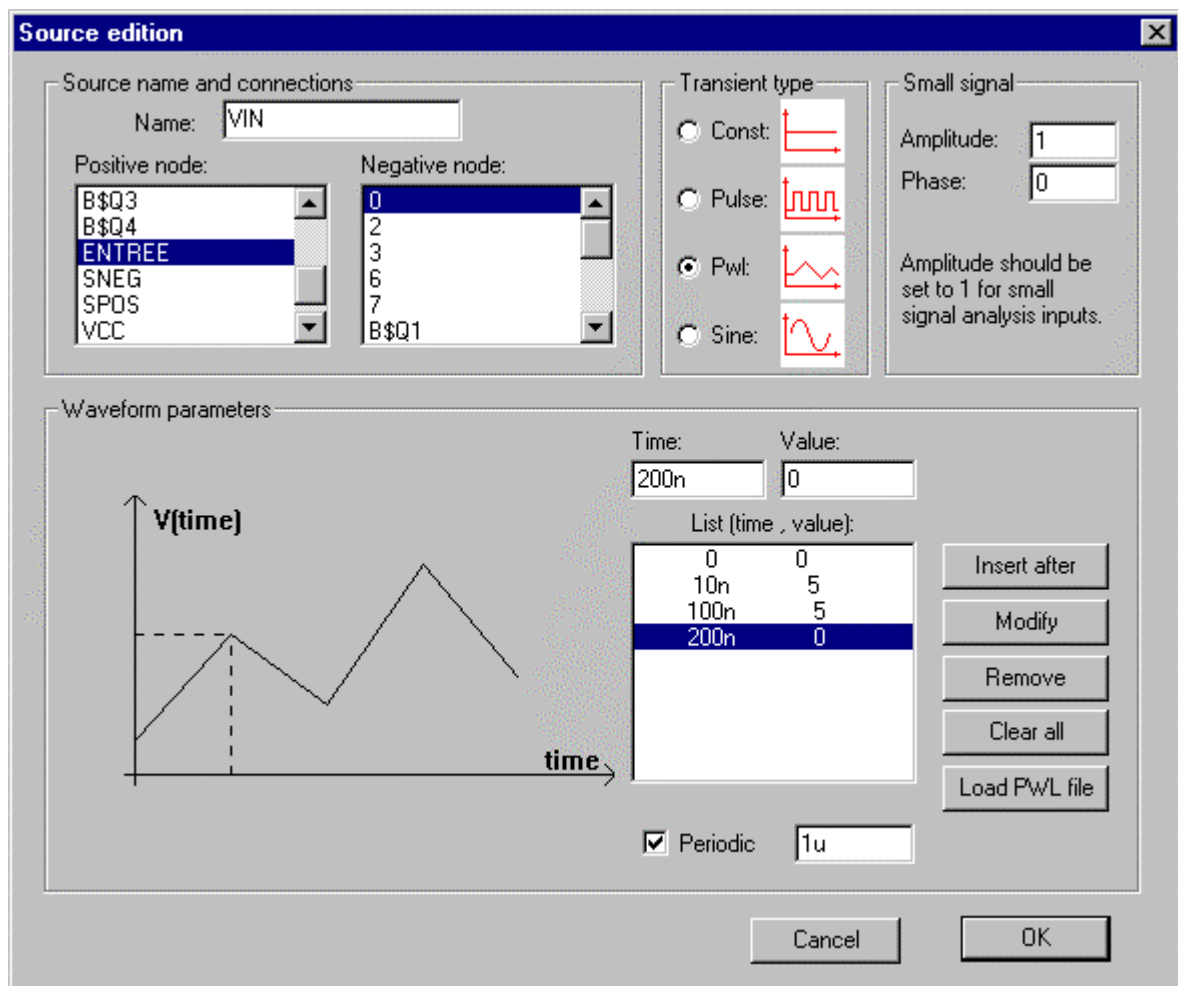 Source edition
Source name and connections
Name: VIN
Positive node:
B$Q3
B$Q4
ENTREE
SNEG
SPOS
VCC
Negative node:
0
2
3
6
7
B$Q1
Transient type
Const:
Pulse:
Pwl:
Sine:
Small signal
Amplitude: 1
Phase: 0
Amplitude should be
set to 1 for small
signal analysis inputs.
Waveform parameters
V(time)
time
Time: Value:
200n 0
List (time , value):
0 0
10n 5
100n 5
200n 0
Insert after
Modify
Remove
Clear all
Load PWL file
Periodic 1u
Cancel OK